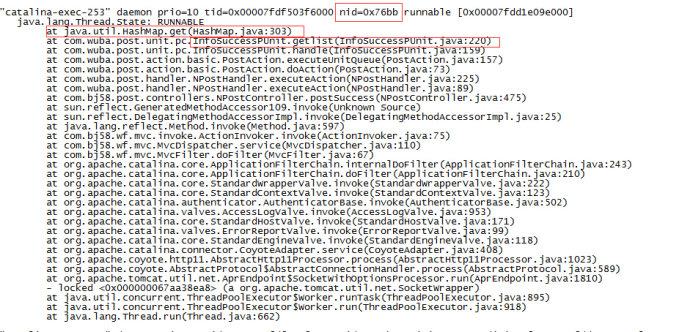 "catalina-exec-253" daemon prio=10 tid=0x00007fdf503f6000 nid=0x76bb runnable [0x00007fdd1e09e000]
java.lang.Thread.State: RUNNABLE
at java.util.HashMap.get(HashMap.java:303)
at com.wuba.post.unit.pc.InfoSuccessPUnit.getlist(InfoSuccessPUnit.java:220)
at com.wuba.post.unit.pc.InfoSuccessPUnit.handle(InfoSuccessPUnit.java:159)
at com.wuba.post.action.basic.PostAction.executeUnitQueue(PostAction.java:157)
at com.wuba.post.action.basic.PostAction.doAction(PostAction.java:73)
at com.wuba.post.handler.NPostHandler.executeAction(NPostHandler.java:225)
at com.wuba.post.handler.NPostHandler.executeAction(NPostHandler.java:89)
at com.bj58.post.controllers.NPostController.postSuccess(NPostController.java:475)
at sun.reflect.GeneratedMethodAccessor109.invoke(Unknown Source)
at sun.reflect.DelegatingMethodAccessorImpl.invoke(DelegatingMethodAccessorImpl.java:25)
at java.lang.reflect.Method.invoke(Method.java:597)
at com.bj58.wf.mvc.invoke.ActionInvoker.invoke(ActionInvoker.java:75)
at com.bj58.wf.mvc.MvcDispatcher.service(MvcDispatcher.java:110)
at com.bj58.wf.mvc.MvcFilter.doFilter(MvcFilter.java:67)
at org.apache.catalina.core.ApplicationFilterChain.internalDoFilter(ApplicationFilterChain.java:243)
at org.apache.catalina.core.ApplicationFilterChain.doFilter(ApplicationFilterChain.java:210)
at org.apache.catalina.core.StandardWrapperValve.invoke(StandardWrapperValve.java:222)
at org.apache.catalina.core.StandardContextValve.invoke(StandardContextValve.java:123)
at org.apache.catalina.authenticator.AuthenticatorBase.invoke(AuthenticatorBase.java:502)
at org.apache.catalina.valves.AccessLogValve.invoke(AccessLogValve.java:953)
at org.apache.catalina.core.StandardHostValve.invoke(StandardHostValve.java:171)
at org.apache.catalina.valves.ErrorReportValve.invoke(ErrorReportValve.java:99)
at org.apache.catalina.core.StandardEngineValve.invoke(StandardEngineValve.java:118)
at org.apache.catalina.connector.CoyoteAdapter.service(CoyoteAdapter.java:408)
at org.apache.coyote.http11.AbstractHttp11Processor.process(AbstractHttp11Processor.java:1023)
at org.apache.coyote.AbstractProtocol$AbstractConnectionHandler.process(AbstractProtocol.java:589)
at org.apache.tomcat.util.net.AprEndpoint$SocketWithOptionsProcessor.run(AprEndpoint.java:1810)
- locked <0x000000067aa38ea8> (a org.apache.tomcat.util.net.SocketWrapper)
at java.util.concurrent.ThreadPoolExecutor$Worker.runTask(ThreadPoolExecutor.java:895)
at java.util.concurrent.ThreadPoolExecutor$Worker.run(ThreadPoolExecutor.java:918)
at java.lang.Thread.run(Thread.java:662)